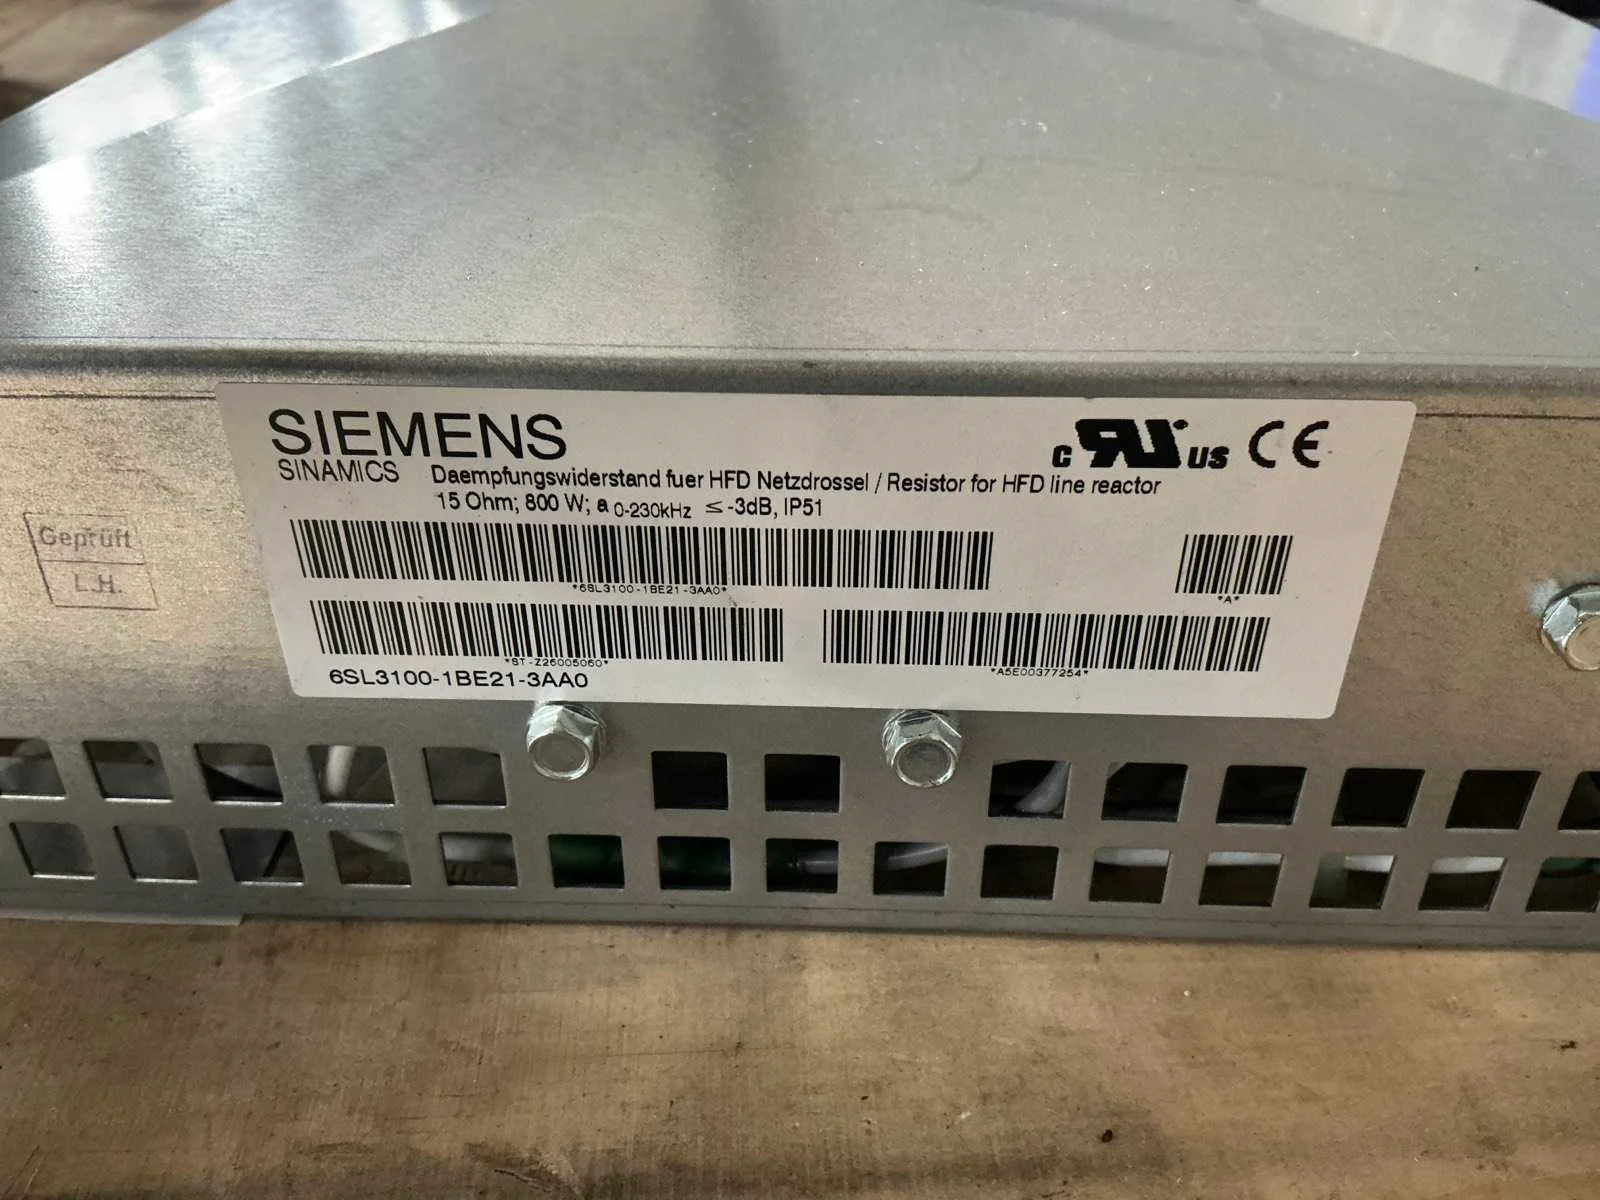 SIEMENS
SINAMICS Daempfungswiderstand fuer HFD Netzdrossel / Resistor for HFD line reactor
15 Ohm; 800 W; a 0-230kHz ≤ -3dB, IP51
c RU us CE
*6SL3100-1BE21-3AA0* *A*
*ST-Z26005060* *A5E00377254*
6SL3100-1BE21-3AA0
Geprüft
L.H.